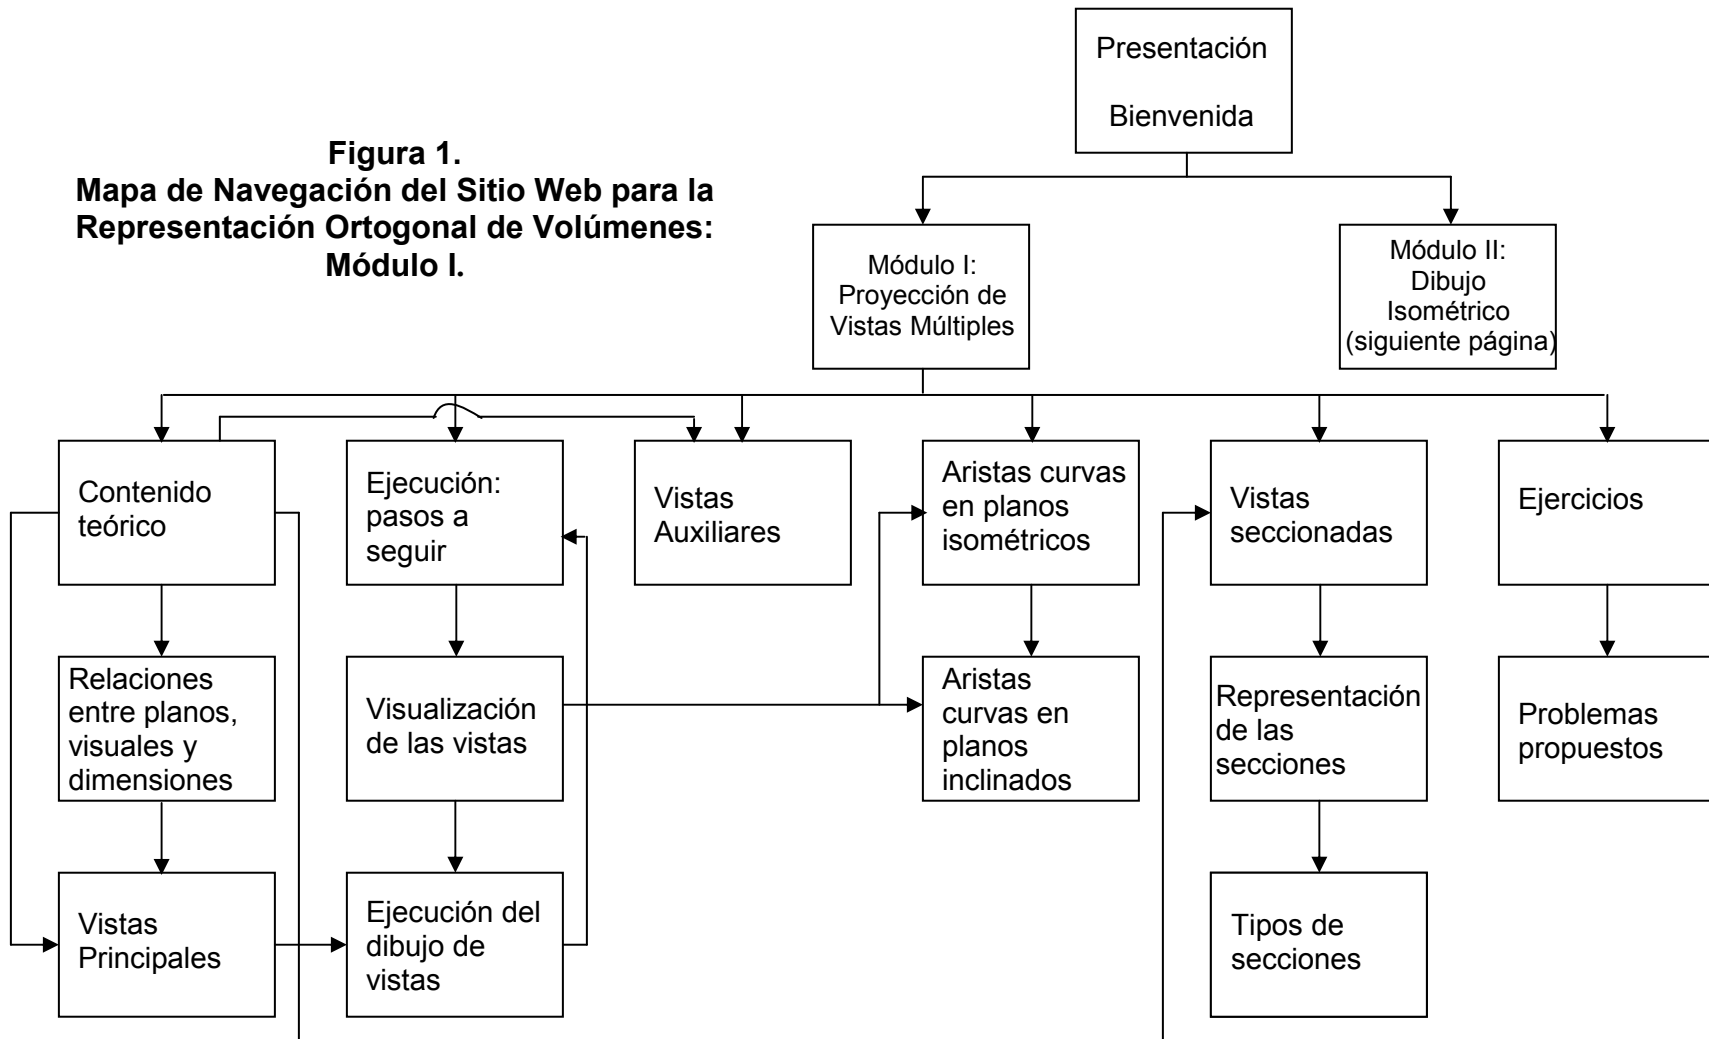 Presentación
Bienvenida
Figura 1.
Mapa de Navegación del Sitio Web para la
Representación Ortogonal de Volúmenes:
Módulo I.
Módulo I:
Proyección de
Vistas Múltiples
Módulo II:
Dibujo
Isométrico
(siguiente página)
Contenido
teórico
Ejecución:
pasos a
seguir
Vistas
Auxiliares
Aristas curvas
en planos
isométricos
Vistas
seccionadas
Ejercicios
Relaciones
entre planos,
visuales y
dimensiones
Visualización
de las vistas
Aristas
curvas en
planos
inclinados
Representación
de las
secciones
Problemas
propuestos
Vistas
Principales
Ejecución del
dibujo de
vistas
Tipos de
secciones